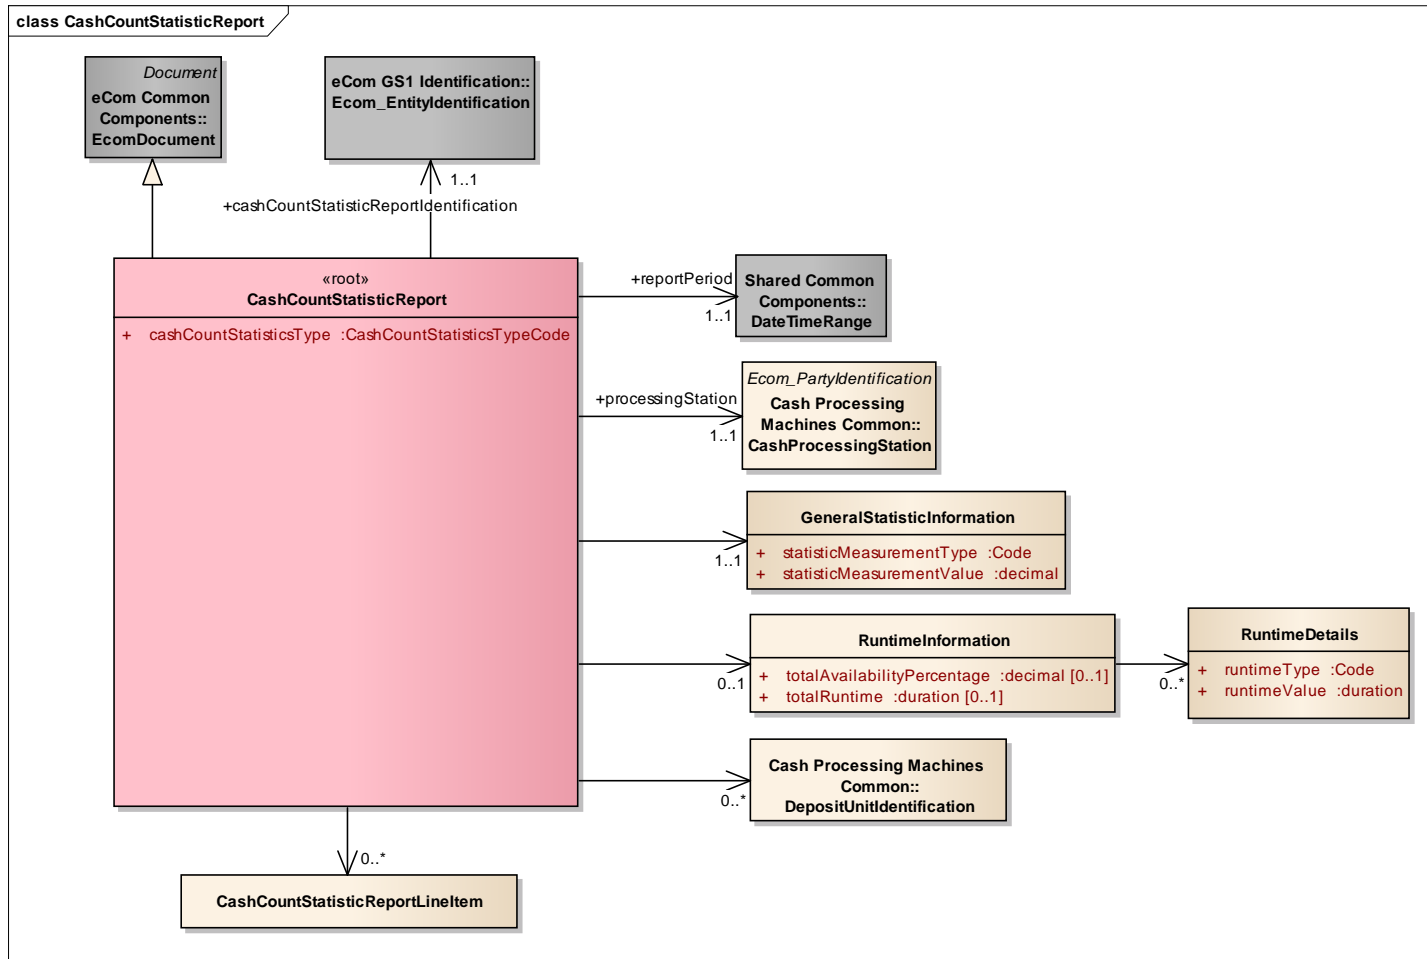 class CashCountStatisticReport
Document
eCom Common
Components::
EcomDocument
eCom GS1 Identification::
Ecom_EntityIdentification
1..1
+cashCountStatisticReportIdentification
«root»
CashCountStatisticReport
+ cashCountStatisticsType :CashCountStatisticsTypeCode
+reportPeriod
1..1
Shared Common
Components::
DateTimeRange
+processingStation
1..1
Ecom_PartyIdentification
Cash Processing
Machines Common::
CashProcessingStation
1..1
GeneralStatisticInformation
+ statisticMeasurementType :Code
+ statisticMeasurementValue :decimal
0..1
RuntimeInformation
+ totalAvailabilityPercentage :decimal [0..1]
+ totalRuntime :duration [0..1]
0..*
RuntimeDetails
+ runtimeType :Code
+ runtimeValue :duration
0..*
Cash Processing Machines
Common::
DepositUnitIdentification
0..*
CashCountStatisticReportLineItem